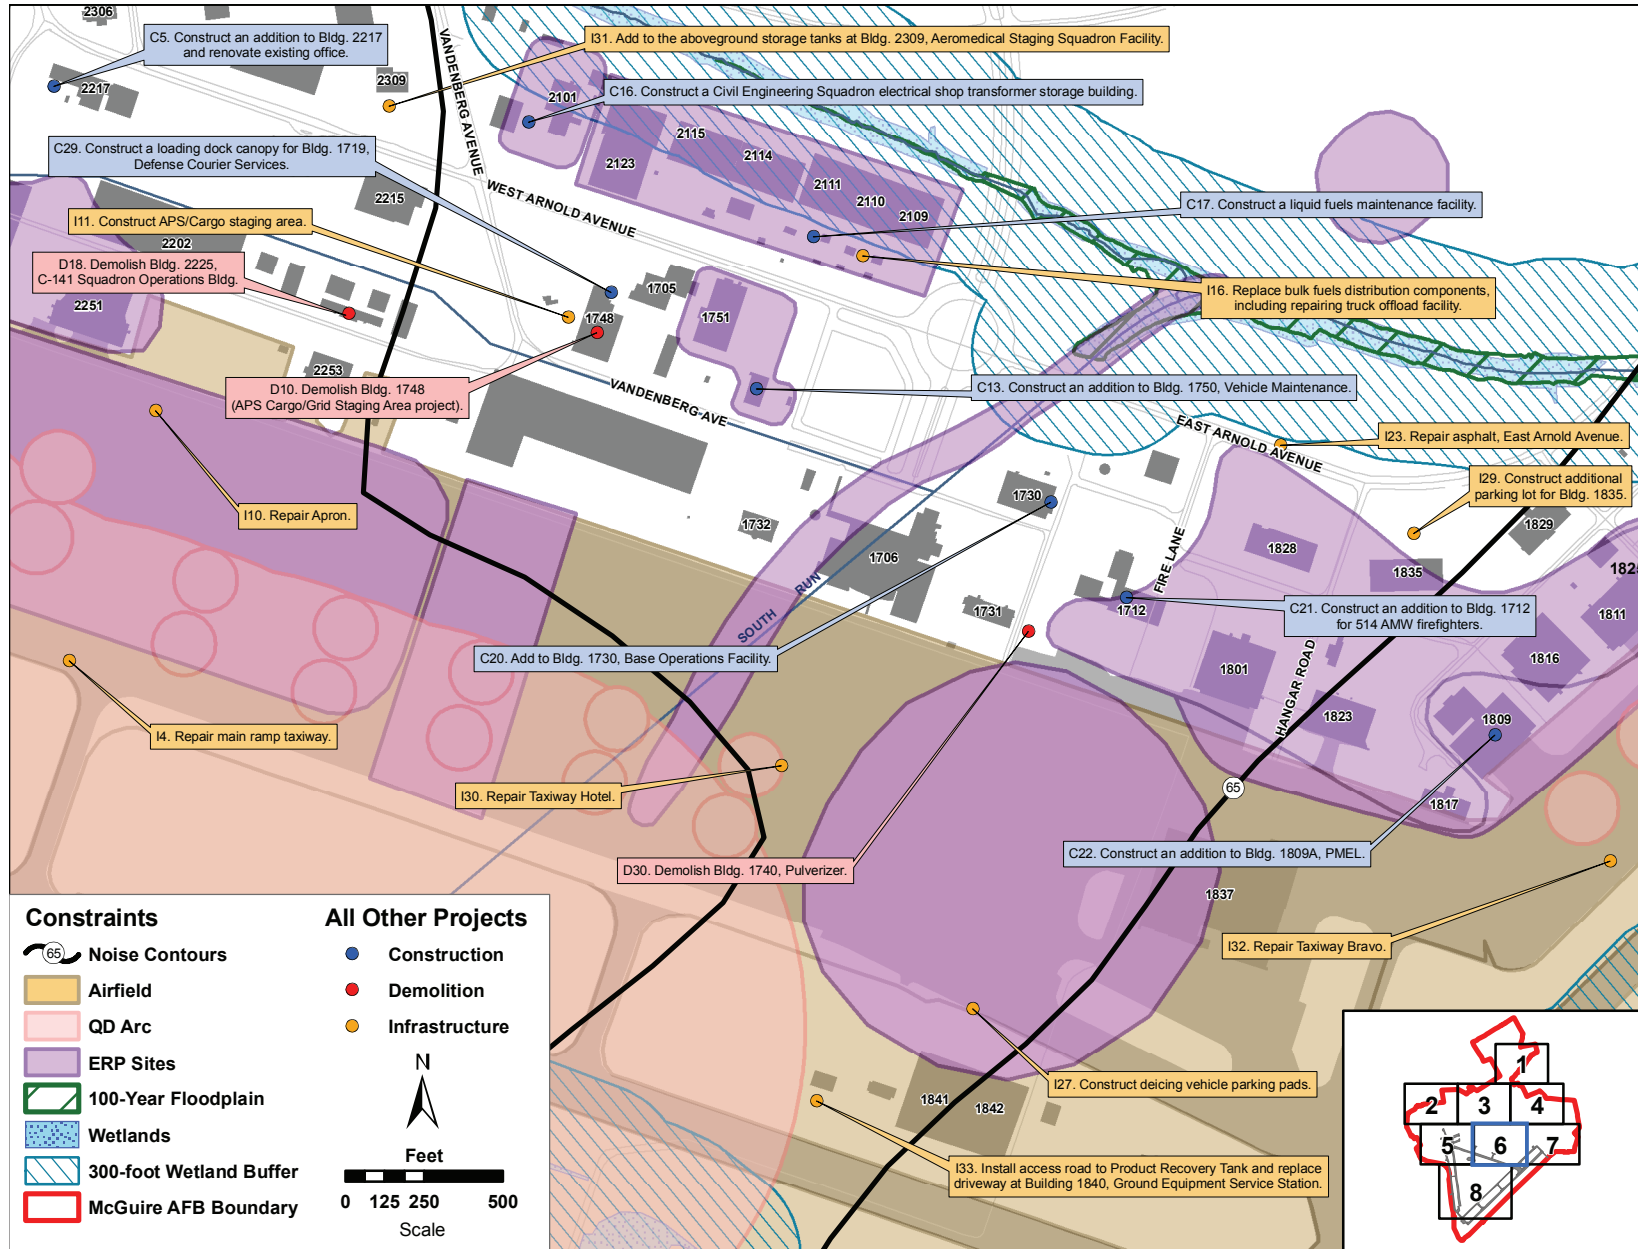 2306
C5. Construct an addition to Bldg. 2217
and renovate existing office.
2217
2309
VANDENBERG AVENUE
I31. Add to the aboveground storage tanks at Bldg. 2309, Aeromedical Staging Squadron Facility.
2101
C16. Construct a Civil Engineering Squadron electrical shop transformer storage building.
C29. Construct a loading dock canopy for Bldg. 1719,
Defense Courier Services.
2115
2123
2114
2111
2110
2109
2215
WEST ARNOLD AVENUE
C17. Construct a liquid fuels maintenance facility.
I11. Construct APS/Cargo staging area.
2202
D18. Demolish Bldg. 2225,
C-141 Squadron Operations Bldg.
2251
1705
1748
1751
I16. Replace bulk fuels distribution components,
including repairing truck offload facility.
2253
D10. Demolish Bldg. 1748
(APS Cargo/Grid Staging Area project).
VANDENBERG AVE
C13. Construct an addition to Bldg. 1750, Vehicle Maintenance.
EAST ARNOLD AVENUE
I23. Repair asphalt, East Arnold Avenue.
I29. Construct additional
parking lot for Bldg. 1835.
I10. Repair Apron.
1732
1730
1706
1829
1828
1835
FIRE LANE
SOUTH RUN
1731
1712
C21. Construct an addition to Bldg. 1712
for 514 AMW firefighters.
1811
C20. Add to Bldg. 1730, Base Operations Facility.
1801
1816
HANGAR ROAD
1823
1809
I4. Repair main ramp taxiway.
I30. Repair Taxiway Hotel.
65
1817
D30. Demolish Bldg. 1740, Pulverizer.
C22. Construct an addition to Bldg. 1809A, PMEL.
1837
I32. Repair Taxiway Bravo.
I27. Construct deicing vehicle parking pads.
1841
1842
I33. Install access road to Product Recovery Tank and replace
driveway at Building 1840, Ground Equipment Service Station.
Constraints
65 Noise Contours
Airfield
QD Arc
ERP Sites
100-Year Floodplain
Wetlands
300-foot Wetland Buffer
McGuire AFB Boundary
All Other Projects
Construction
Demolition
Infrastructure
N
Feet
0 125 250 500
Scale
1
2 3 4
5 6 7
8